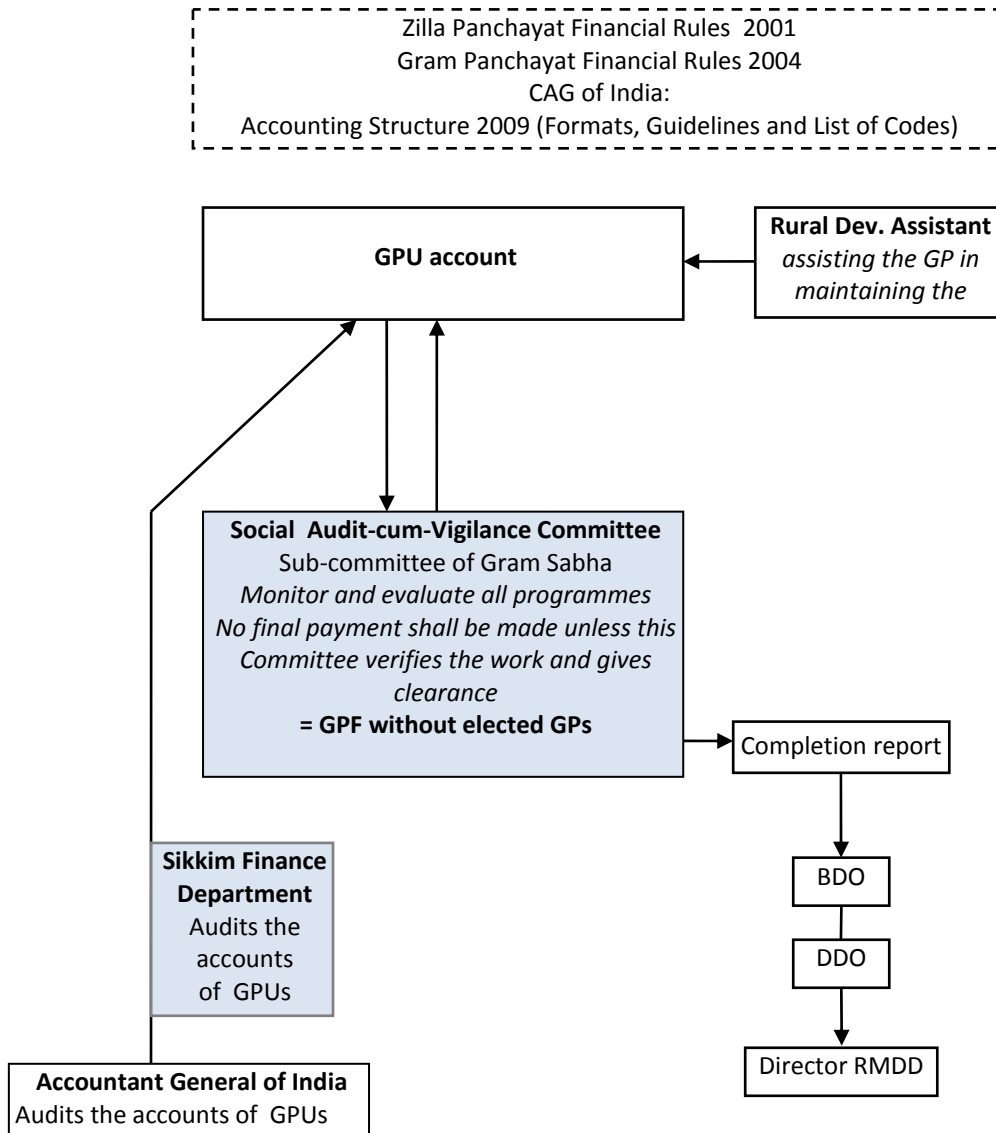 Zilla Panchayat Financial Rules 2001
Gram Panchayat Financial Rules 2004
CAG of India:
Accounting Structure 2009 (Formats, Guidelines and List of Codes)
GPU account
Rural Dev. Assistant
assisting the GP in
maintaining the
Social Audit-cum-Vigilance Committee
Sub-committee of Gram Sabha
Monitor and evaluate all programmes
No final payment shall be made unless this
Committee verifies the work and gives
clearance
= GPF without elected GPs
Completion report
BDO
DDO
Director RMDD
Sikkim Finance
Department
Audits the
accounts
of GPUs
Accountant General of India
Audits the accounts of GPUs